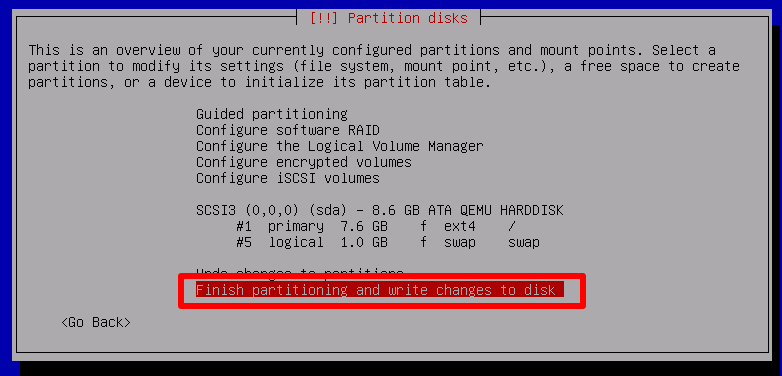 [!!] Partition disks
This is an overview of your currently configured partitions and mount points. Select a
partition to modify its settings (file system, mount point, etc.), a free space to create
partitions, or a device to initialize its partition table.
Guided partitioning
Configure software RAID
Configure the Logical Volume Manager
Configure encrypted volumes
Configure iSCSI volumes
SCSI3 (0,0,0) (sda) - 8.6 GB ATA QEMU HARDDISK
#1 primary 7.6 GB f ext4 /
#5 logical 1.0 GB f swap swap
Undo changes to partitions
Finish partitioning and write changes to disk
<Go Back>